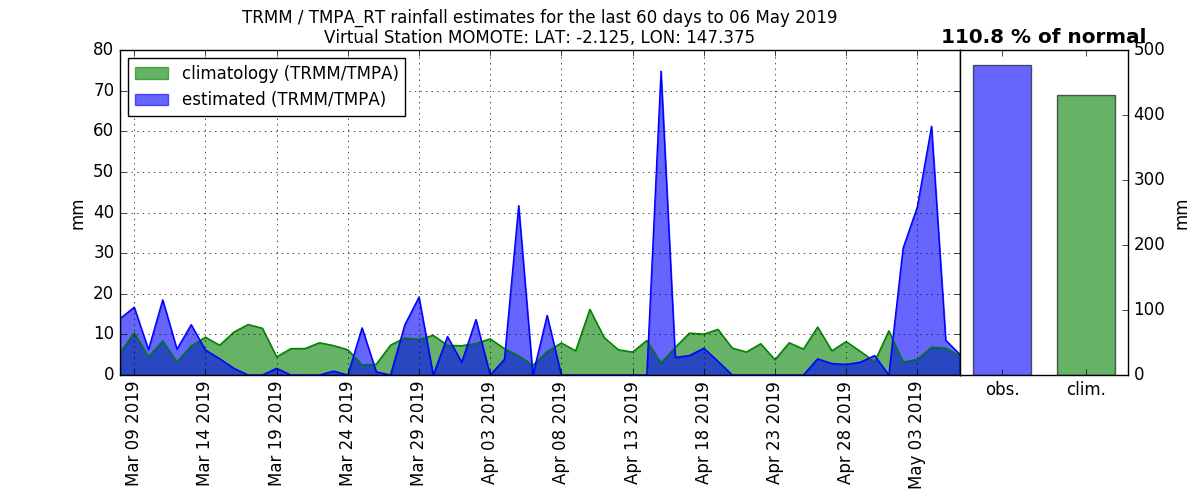 TRMM / TMPA_RT rainfall estimates for the last 60 days to 06 May 2019
Virtual Station MOMOTE: LAT: -2.125, LON: 147.375
110.8 % of normal
climatology (TRMM/TMPA)
estimated (TRMM/TMPA)
mm
80
70
60
50
40
30
20
10
0
Mar 09 2019
Mar 14 2019
Mar 19 2019
Mar 24 2019
Mar 29 2019
Apr 03 2019
Apr 08 2019
Apr 13 2019
Apr 18 2019
Apr 23 2019
Apr 28 2019
May 03 2019
obs.
clim.
500
400
300
200
100
0
mm